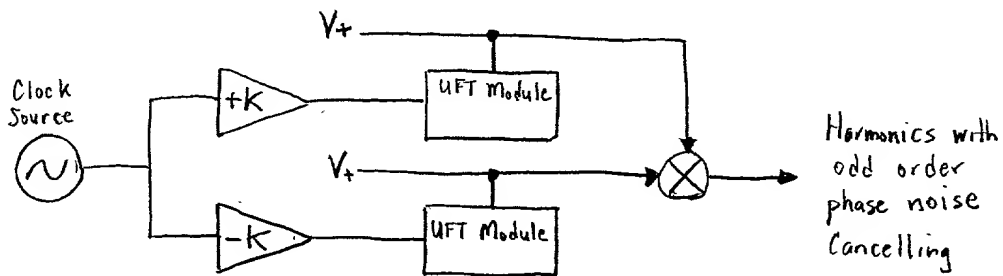 V+
Clock
Source
+K
UFT Module
V+
-K
UFT Module
Harmonics with
odd order
phase noise
Cancelling